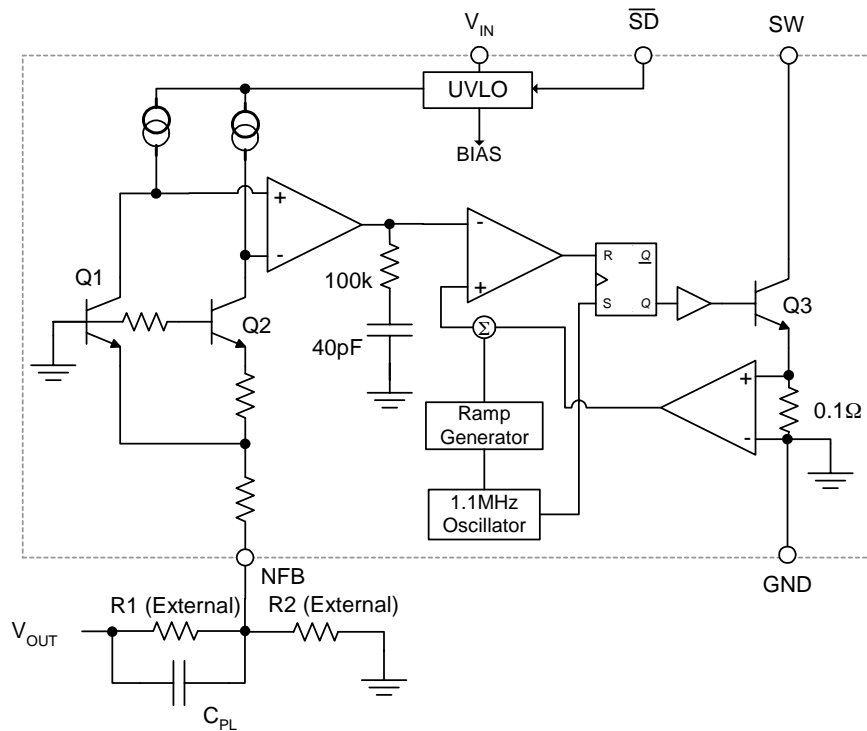 V_IN
SD
SW
UVLO
BIAS
+
-
Q1
Q2
100k
40pF
-
+
R Q
S Q
Q3
Σ
Ramp
Generator
1.1MHz
Oscillator
+
-
0.1Ω
NFB
GND
R1 (External)
R2 (External)
V_OUT
C_PL